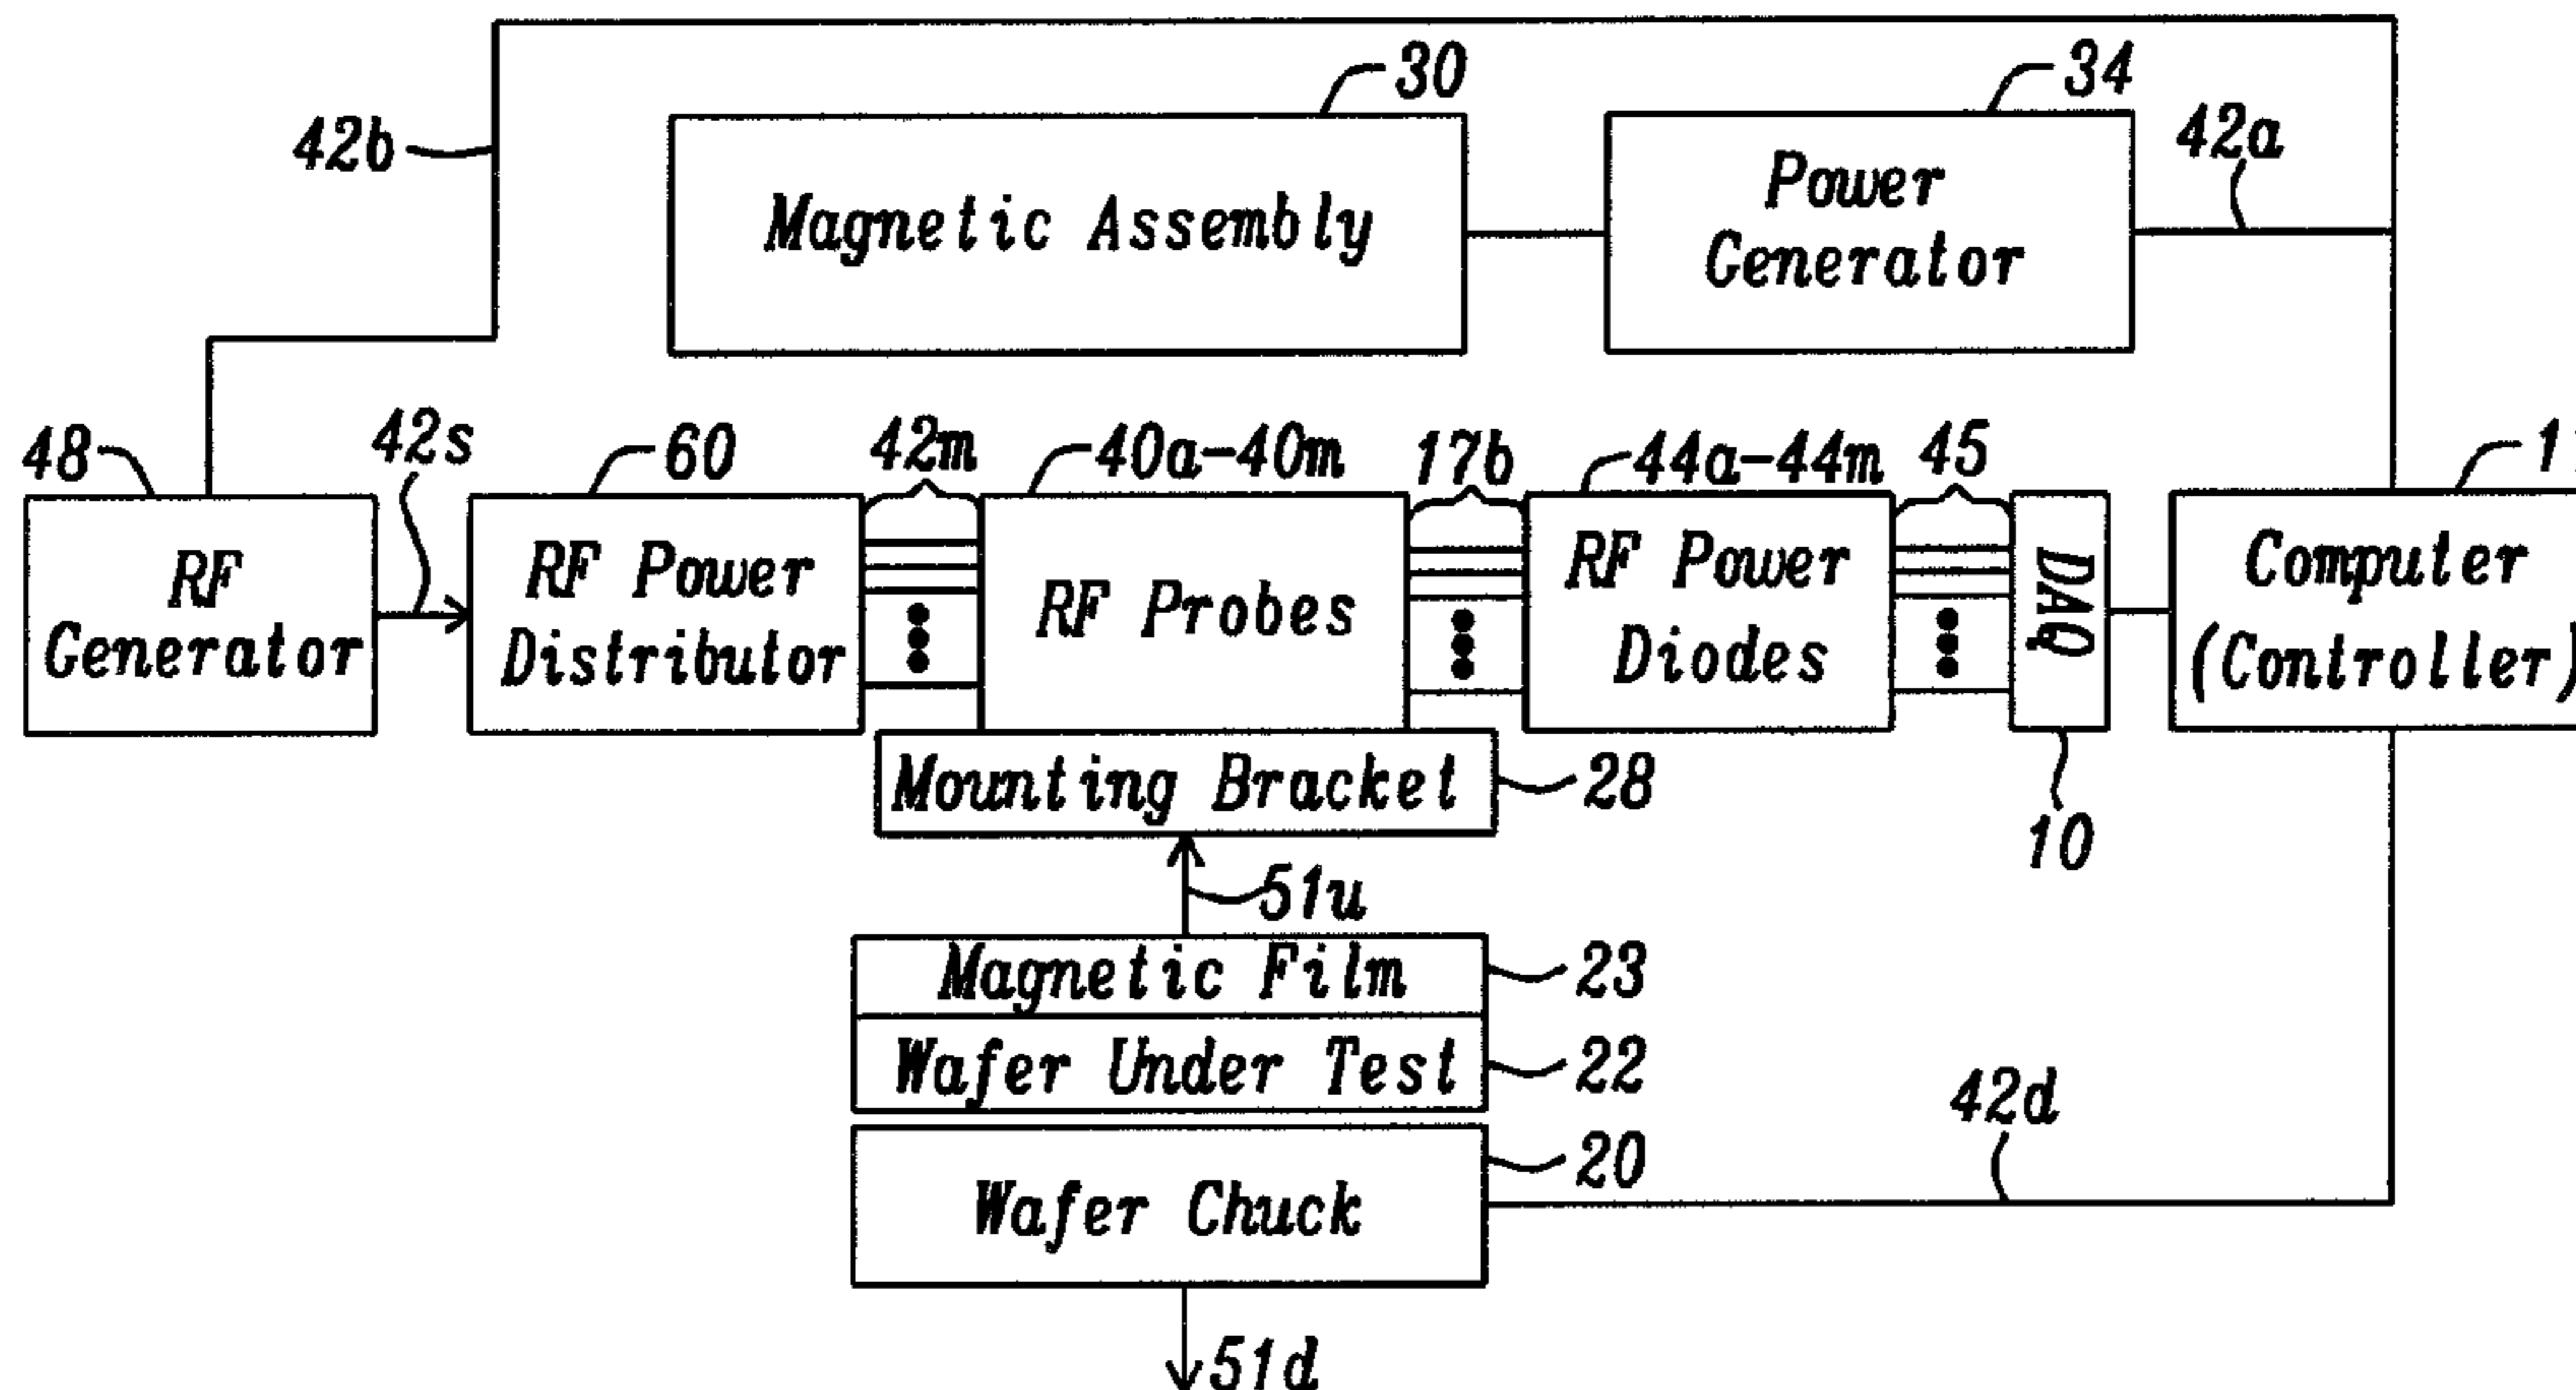 30
34
42b
42a
Magnetic Assembly
Power
Generator
48
42s
60
42m
40a-40m
17b
44a-44m
45
11
RF
Generator
RF Power
Distributor
RF Probes
RF Power
Diodes
DAQ
Computer
(Controller)
Mounting Bracket
28
10
51u
Magnetic Film
23
Wafer Under Test
22
42d
20
Wafer Chuck
51d